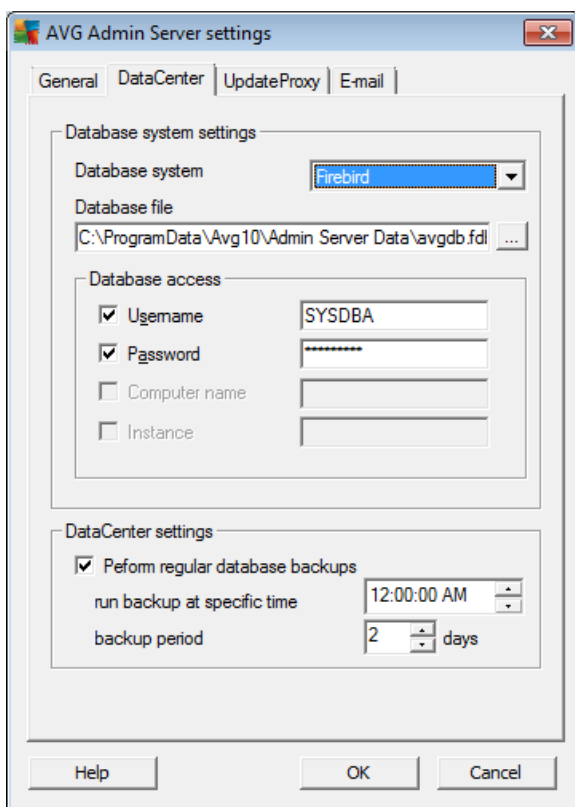 AVG Admin Server settings
General DataCenter UpdateProxy E-mail
Database system settings
Database system Firebird
Database file
C:\ProgramData\Avg10\Admin Server Data\avgdb.fdl ...
Database access
Username SYSDBA
Password *********
Computer name
Instance
DataCenter settings
Peform regular database backups
run backup at specific time 12:00:00 AM
backup period 2 days
Help OK Cancel